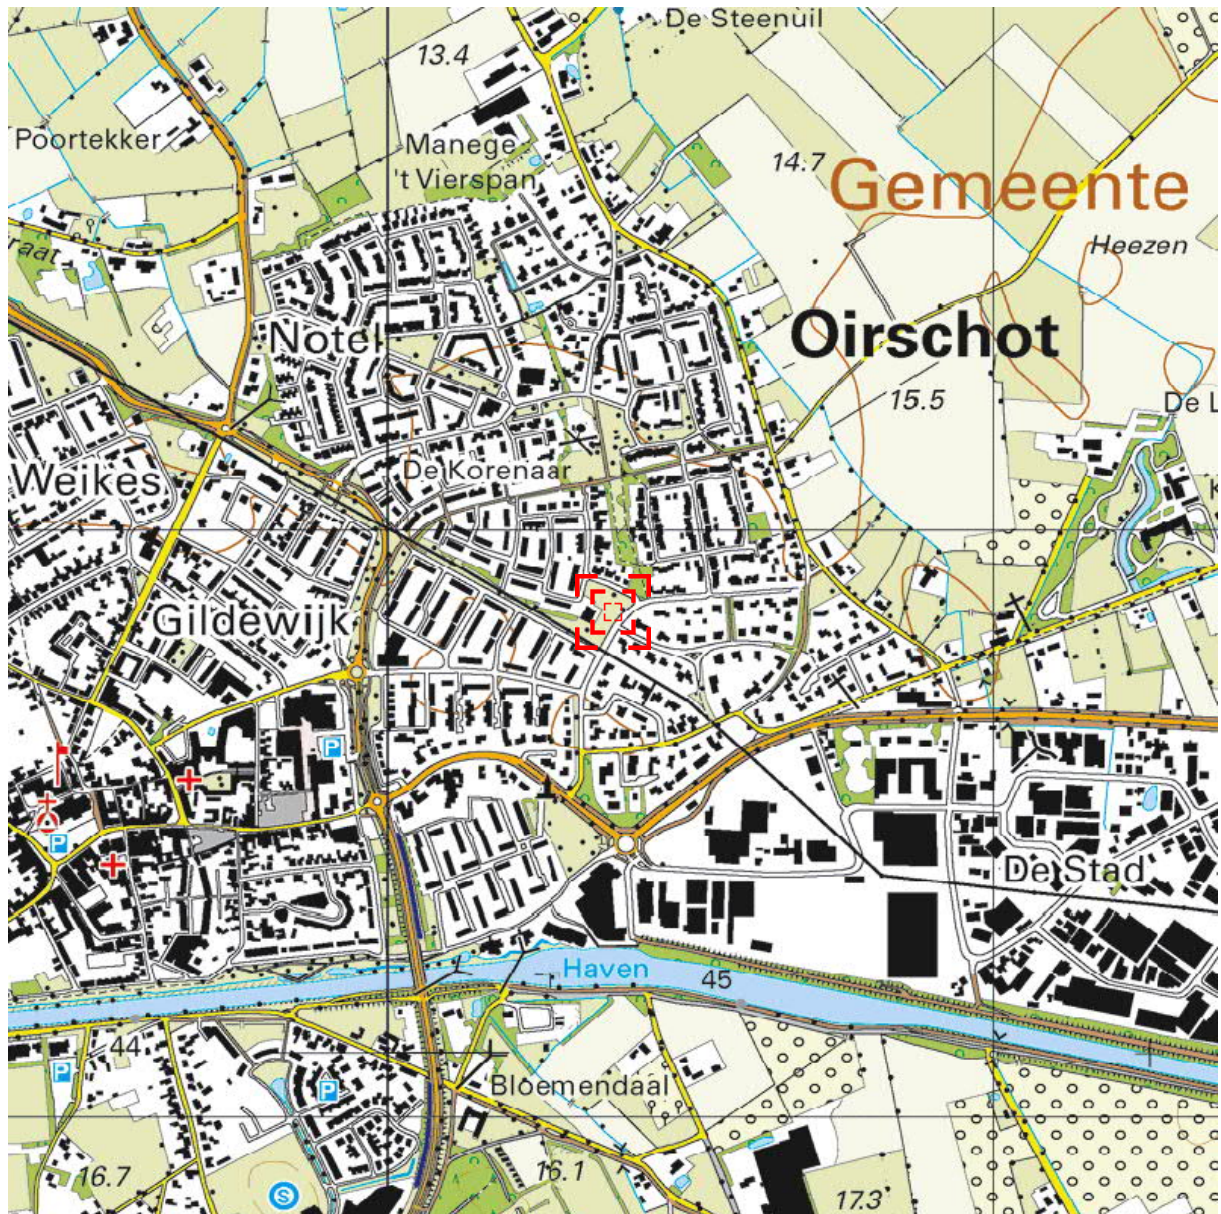 De Steenuil
13.4
Poortekker
Manege
't Vierspan
14.7
Gemeente
Heezen
raat
Notel
Oirschot
15.5
De L
De Korenaar
Weikes
K
Gildewijk
P
De Stad
P
Haven
45
44
P
P
Bloemendaal
16.7
16.1
S
17.3